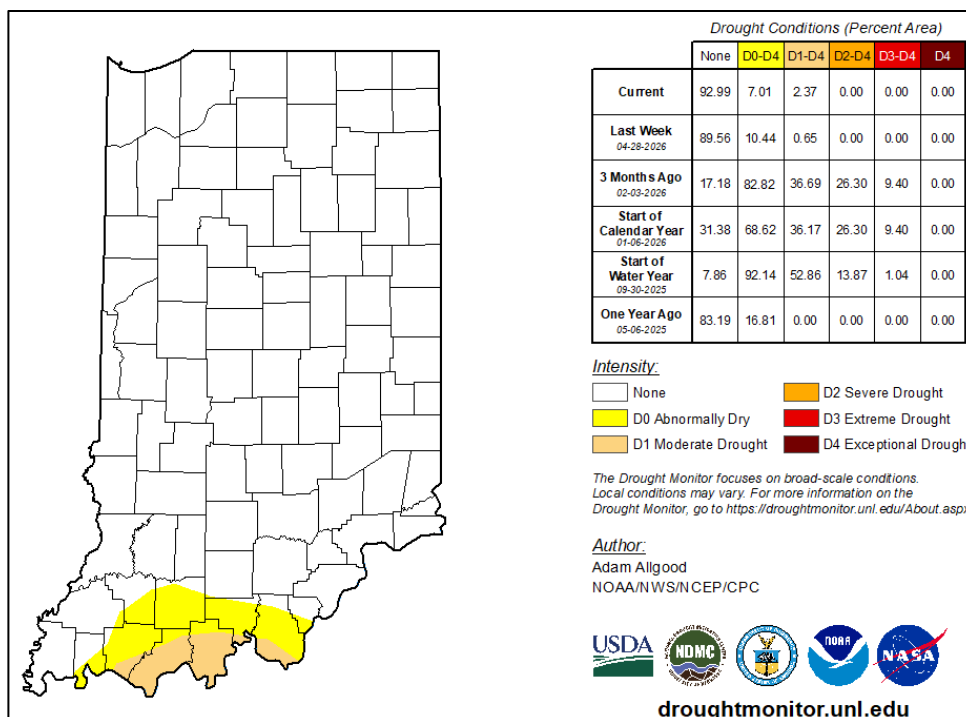 Drought Conditions (Percent Area)
None D0-D4 D1-D4 D2-D4 D3-D4 D4
Current 92.99 7.01 2.37 0.00 0.00 0.00
Last Week
04-28-2026
89.56 10.44 0.65 0.00 0.00 0.00
3 Months Ago
02-03-2026
17.18 82.82 36.69 26.30 9.40 0.00
Start of
Calendar Year
01-06-2026
31.38 68.62 36.17 26.30 9.40 0.00
Start of
Water Year
09-30-2025
7.86 92.14 52.86 13.87 1.04 0.00
One Year Ago
05-06-2025
83.19 16.81 0.00 0.00 0.00 0.00
Intensity:
None
D0 Abnormally Dry
D1 Moderate Drought
D2 Severe Drought
D3 Extreme Drought
D4 Exceptional Drough
The Drought Monitor focuses on broad-scale conditions.
Local conditions may vary. For more information on the
Drought Monitor, go to https://droughtmonitor.unl.edu/About.asp
Author:
Adam Allgood
NOAA/NWS/NCEP/CPC
USDA
NDMC
NOAA
NASA
droughtmonitor.unl.edu